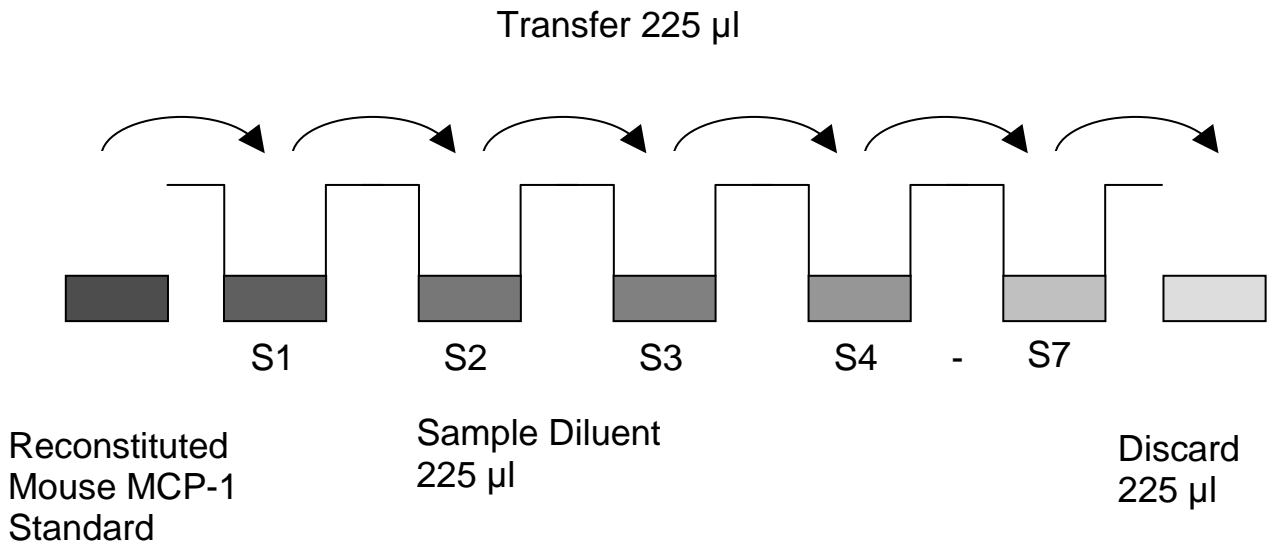 Transfer 225 µl
S1 S2 S3 S4 - S7
Reconstituted
Mouse MCP-1
Standard
Sample Diluent
225 µl
Discard
225 µl